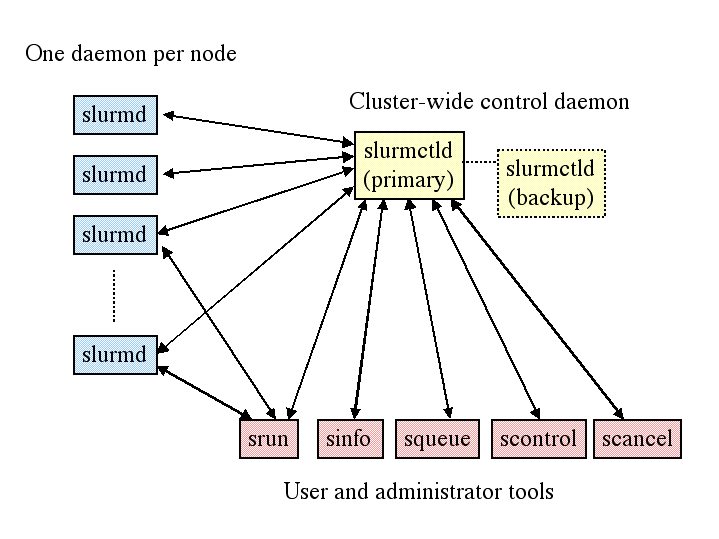 One daemon per node
slurmd
Cluster-wide control daemon
slurmctld
(primary)
slurmctld
(backup)
slurmd
slurmd
slurmd
srun
sinfo
squeue
scontrol
scancel
User and administrator tools